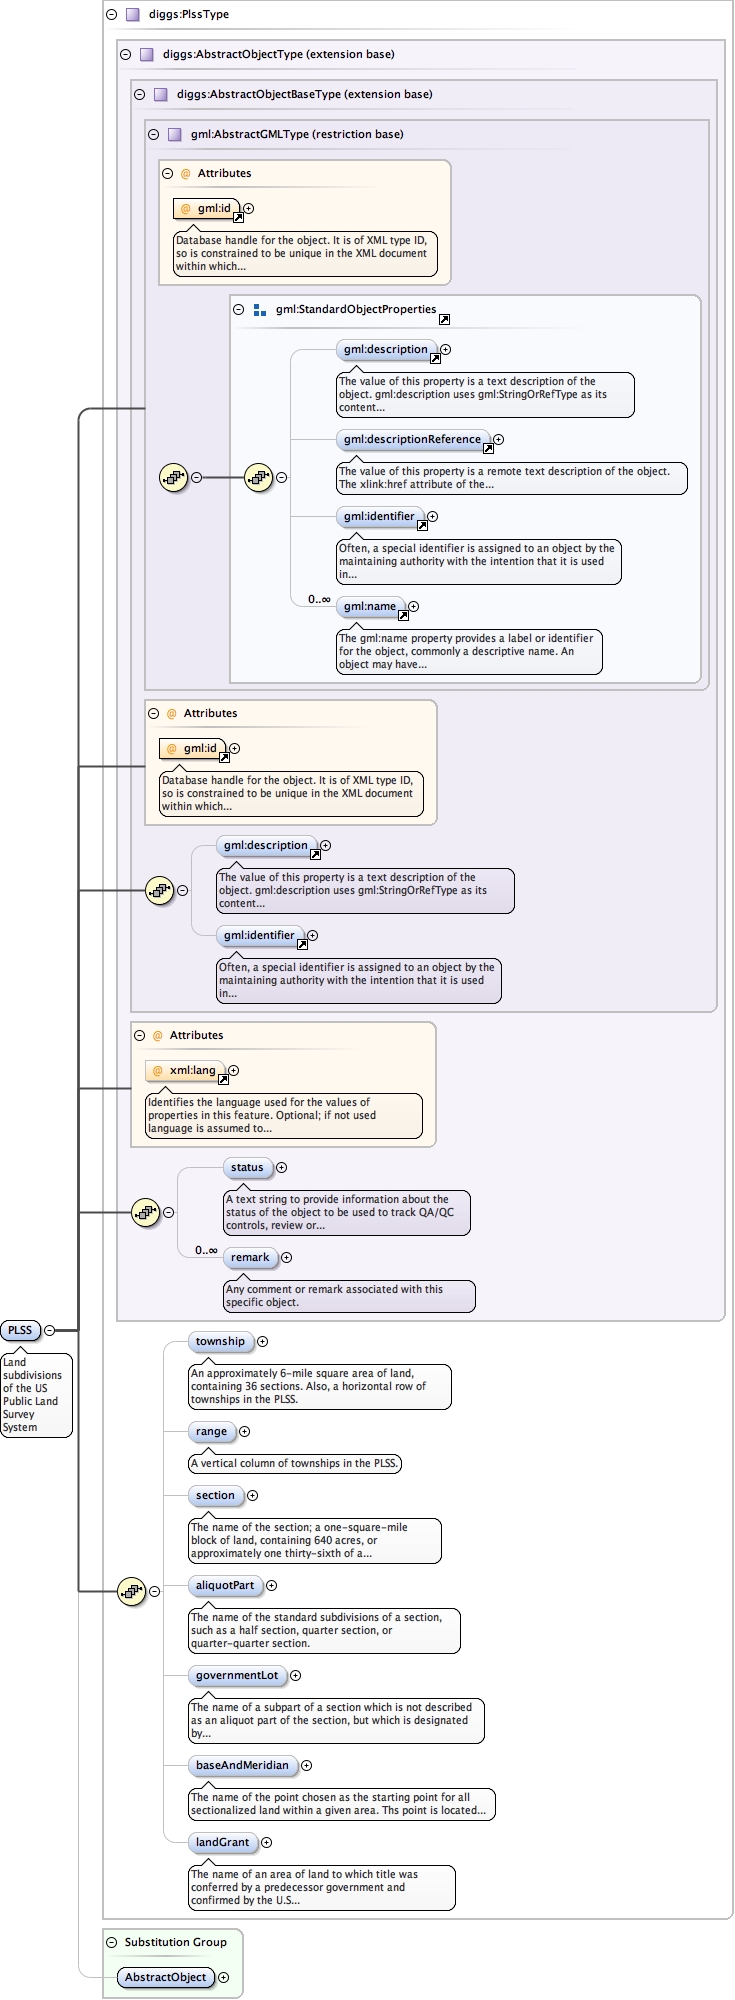 diggs:PlssType
diggs:AbstractObjectType (extension base)
diggs:AbstractObjectBaseType (extension base)
gml:AbstractGMLType (restriction base)
@ Attributes
@ gml:id
Database handle for the object. It is of XML type ID,
so is constrained to be unique in the XML document
within which...
gml:StandardObjectProperties
gml:description
The value of this property is a text description of the
object. gml:description uses gml:StringOrRefType as its
content...
gml:descriptionReference
The value of this property is a remote text description of the object.
The xlink:href attribute of the...
gml:identifier
Often, a special identifier is assigned to an object by the
maintaining authority with the intention that it is used
in...
0..∞
gml:name
The gml:name property provides a label or identifier
for the object, commonly a descriptive name. An
object may have...
@ Attributes
@ gml:id
Database handle for the object. It is of XML type ID,
so is constrained to be unique in the XML document
within which...
gml:description
The value of this property is a text description of the
object. gml:description uses gml:StringOrRefType as its
content...
gml:identifier
Often, a special identifier is assigned to an object by the
maintaining authority with the intention that it is used
in...
@ Attributes
@ xml:lang
Identifies the language used for the values of
properties in this feature. Optional; if not used
language is assumed to...
status
A text string to provide information about the
status of the object to be used to track QA/QC
controls, review or...
0..∞
remark
Any comment or remark associated with this
specific object.
PLSS
Land
subdivisions
of the US
Public Land
Survey
System
township
An approximately 6-mile square area of land,
containing 36 sections. Also, a horizontal row of
townships in the PLSS.
range
A vertical column of townships in the PLSS.
section
The name of the section; a one-square-mile
block of land, containing 640 acres, or
approximately one thirty-sixth of a...
aliquotPart
The name of the standard subdivisions of a section,
such as a half section, quarter section, or
quarter-quarter section.
governmentLot
The name of a subpart of a section which is not described
as an aliquot part of the section, but which is designated
by...
baseAndMeridian
The name of the point chosen as the starting point for all
sectionalized land within a given area. Ths point is located...
landGrant
The name of an area of land to which title was
conferred by a predecessor government and
confirmed by the U.S...
Substitution Group
AbstractObject